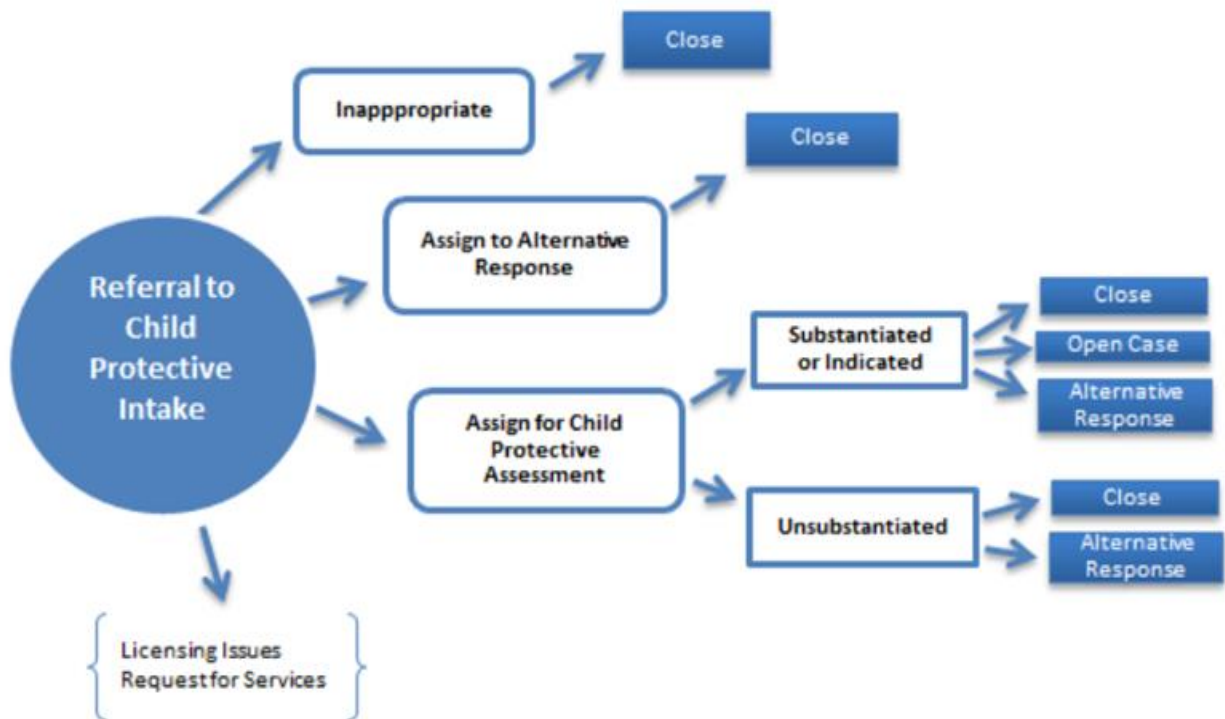 Close
Inapppropriate
Close
Assign to Alternative
Response
Referral to
Child
Protective
Intake
Close
Substantiated
or Indicated
Open Case
Alternative
Response
Assign for Child
Protective
Assessment
Close
Unsubstantiated
Alternative
Response
Licensing Issues
Request for Services